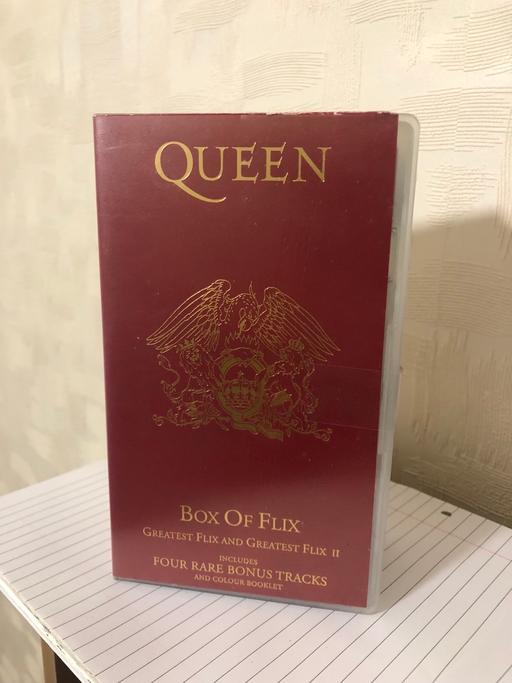 QUEEN
BOX OF FLIX
GREATEST FLIX AND GREATEST FLIX II
INCLUDES
FOUR RARE BONUS TRACKS
AND COLOUR BOOKLET